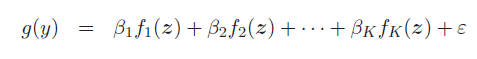 g(y) = β₁f₁(z) + β₂f₂(z) + ⋯ + β_K f_K(z) + ε